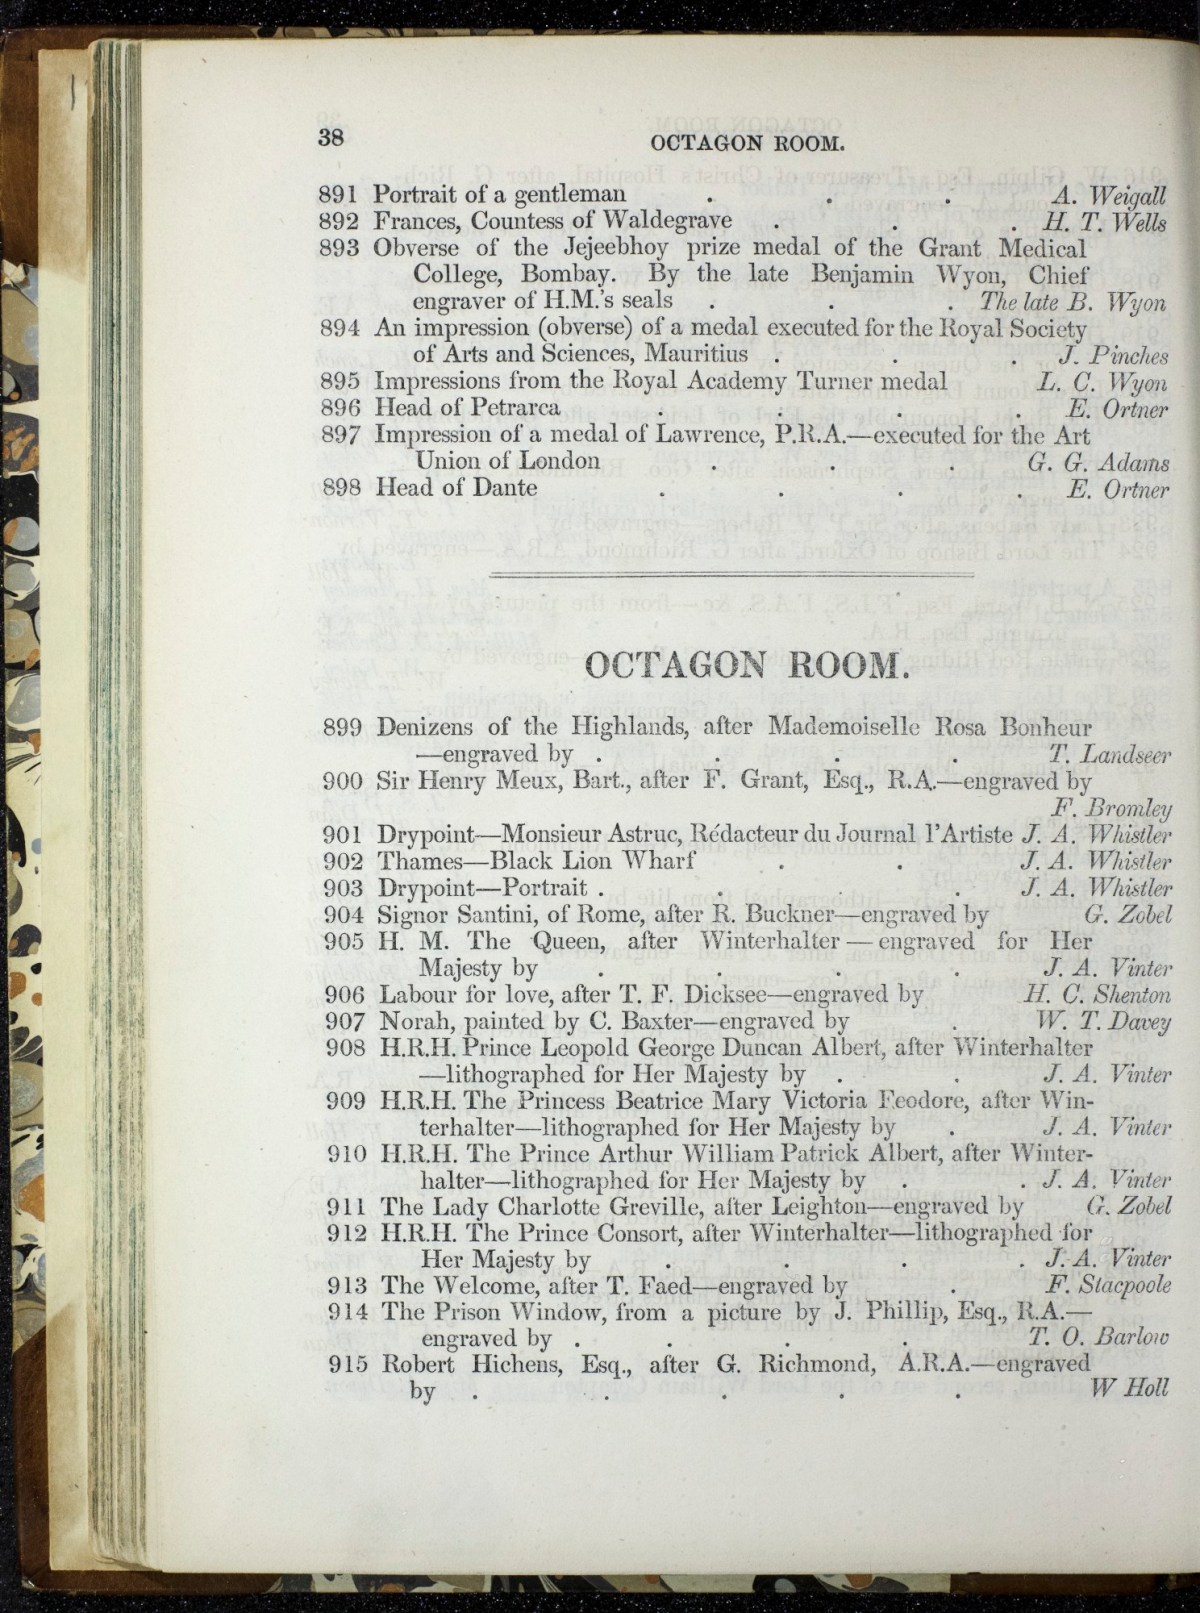 38
OCTAGON ROOM.
891 Portrait of a gentleman . . . A. Weigall
892 Frances, Countess of Waldegrave . . . H. T. Wells
893 Obverse of the Jejeebhoy prize medal of the Grant Medical
College, Bombay. By the late Benjamin Wyon, Chief
engraver of H.M.'s seals . . . The late B. Wyon
894 An impression (obverse) of a medal executed for the Royal Society
of Arts and Sciences, Mauritius . . . J. Pinches
895 Impressions from the Royal Academy Turner medal L. C. Wyon
896 Head of Petrarca . . . . E. Ortner
897 Impression of a medal of Lawrence, P.R.A.—executed for the Art
Union of London . . . G. G. Adams
898 Head of Dante . . . . E. Ortner
OCTAGON ROOM.
899 Denizens of the Highlands, after Mademoiselle Rosa Bonheur
—engraved by . . . . T. Landseer
900 Sir Henry Meux, Bart., after F. Grant, Esq., R.A.—engraved by
F. Bromley
901 Drypoint—Monsieur Astruc, Rédacteur du Journal l'Artiste J. A. Whistler
902 Thames—Black Lion Wharf . . J. A. Whistler
903 Drypoint—Portrait . . . . J. A. Whistler
904 Signor Santini, of Rome, after R. Buckner—engraved by G. Zobel
905 H. M. The Queen, after Winterhalter — engraved for Her
Majesty by . . . . J. A. Vinter
906 Labour for love, after T. F. Dicksee—engraved by H. C. Shenton
907 Norah, painted by C. Baxter—engraved by . W. T. Davey
908 H.R.H. Prince Leopold George Duncan Albert, after Winterhalter
—lithographed for Her Majesty by . . J. A. Vinter
909 H.R.H. The Princess Beatrice Mary Victoria Feodore, after Win-
terhalter—lithographed for Her Majesty by . J. A. Vinter
910 H.R.H. The Prince Arthur William Patrick Albert, after Winter-
halter—lithographed for Her Majesty by . . J. A. Vinter
911 The Lady Charlotte Greville, after Leighton—engraved by G. Zobel
912 H.R.H. The Prince Consort, after Winterhalter—lithographed for
Her Majesty by . . . . J. A. Vinter
913 The Welcome, after T. Faed—engraved by . F. Stacpoole
914 The Prison Window, from a picture by J. Phillip, Esq., R.A.—
engraved by . . . . T. O. Barlow
915 Robert Hichens, Esq., after G. Richmond, A.R.A.—engraved
by . . . . . W Holl